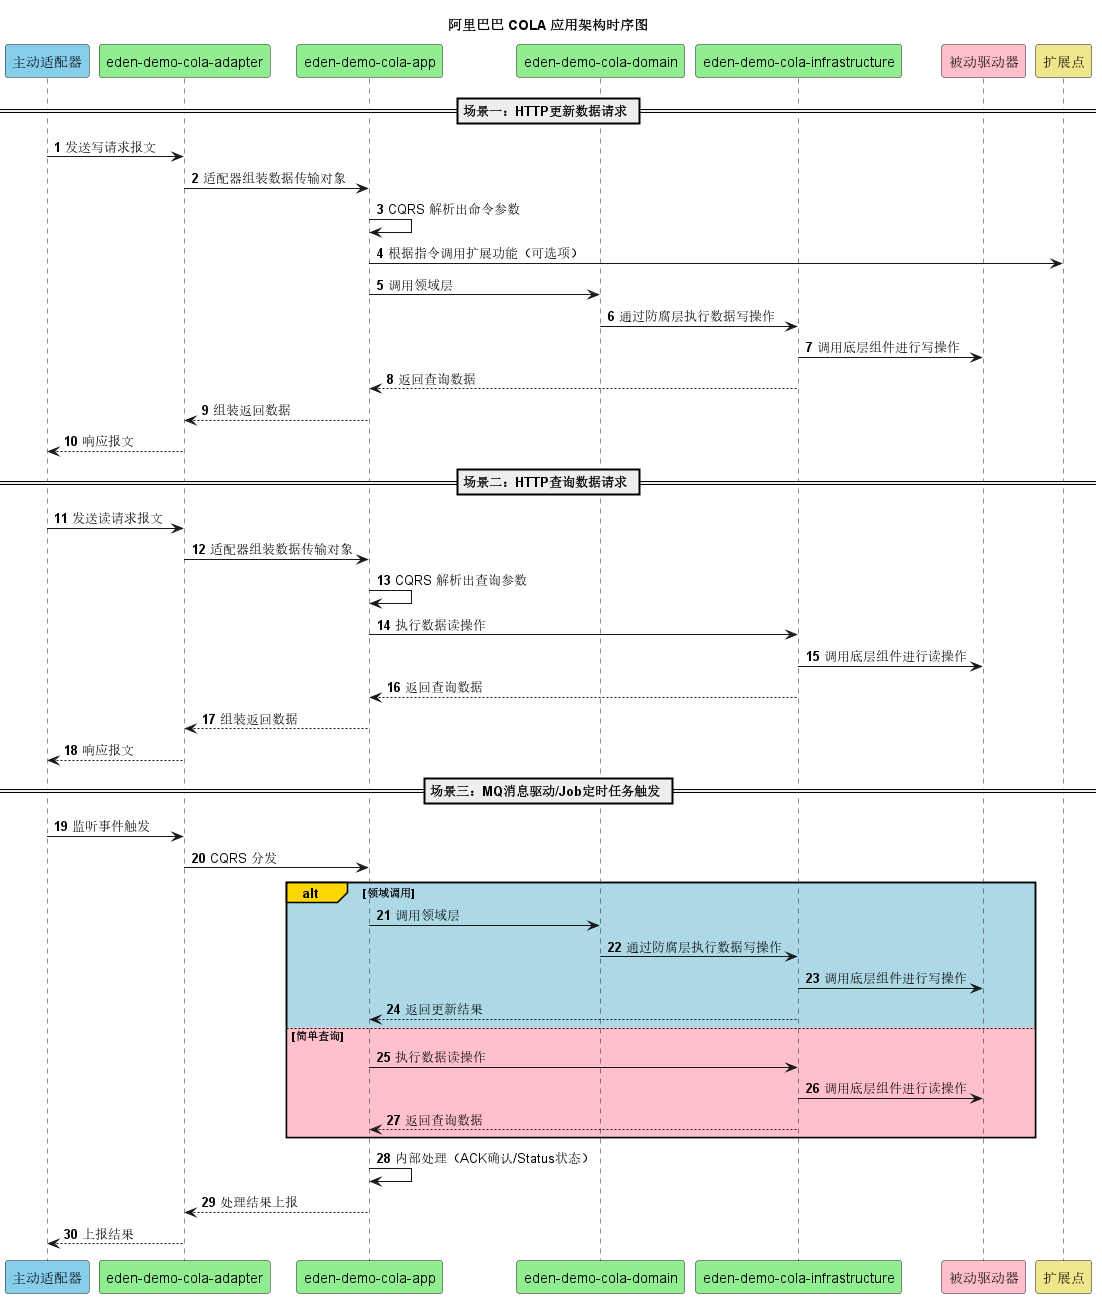 阿里巴巴 COLA 应用架构时序图
主动适配器 eden-demo-cola-adapter eden-demo-cola-app eden-demo-cola-domain eden-demo-cola-infrastructure 被动驱动器 扩展点
场景一：HTTP更新数据请求
1 发送写请求报文
2 适配器组装数据传输对象
3 CQRS 解析出命令参数
4 根据指令调用扩展功能（可选项）
5 调用领域层
6 通过防腐层执行数据写操作
7 调用底层组件进行写操作
8 返回查询数据
9 组装返回数据
10 响应报文
场景二：HTTP查询数据请求
11 发送读请求报文
12 适配器组装数据传输对象
13 CQRS 解析出查询参数
14 执行数据读操作
15 调用底层组件进行读操作
16 返回查询数据
17 组装返回数据
18 响应报文
场景三：MQ消息驱动/Job定时任务触发
19 监听事件触发
20 CQRS 分发
alt [领域调用]
21 调用领域层
22 通过防腐层执行数据写操作
23 调用底层组件进行写操作
24 返回更新结果
[简单查询]
25 执行数据读操作
26 调用底层组件进行读操作
27 返回查询数据
28 内部处理（ACK确认/Status状态）
29 处理结果上报
30 上报结果
主动适配器 eden-demo-cola-adapter eden-demo-cola-app eden-demo-cola-domain eden-demo-cola-infrastructure 被动驱动器 扩展点